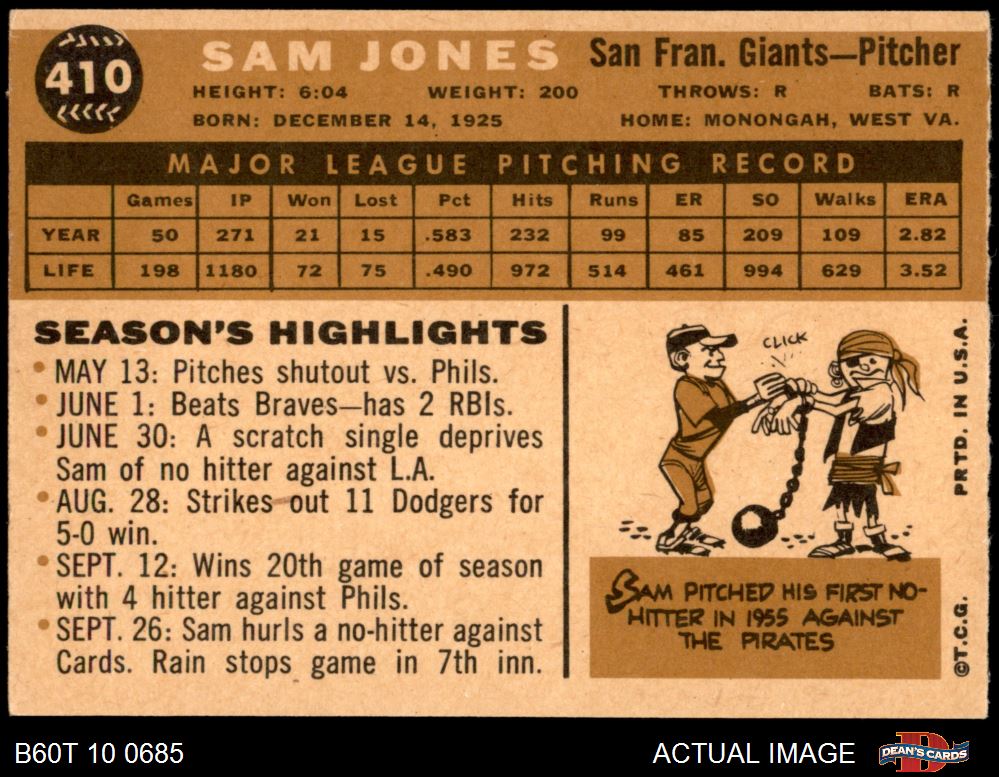 410
SAM JONES
San Fran. Giants—Pitcher
HEIGHT: 6:04 WEIGHT: 200 THROWS: R BATS: R
BORN: DECEMBER 14, 1925 HOME: MONONGAH, WEST VA.
MAJOR LEAGUE PITCHING RECORD
Games IP Won Lost Pct Hits Runs ER SO Walks ERA
YEAR 50 271 21 15 .583 232 99 85 209 109 2.82
LIFE 198 1180 72 75 .490 972 514 461 994 629 3.52
SEASON'S HIGHLIGHTS
• MAY 13: Pitches shutout vs. Phils.
• JUNE 1: Beats Braves—has 2 RBIs.
• JUNE 30: A scratch single deprives
Sam of no hitter against L.A.
• AUG. 28: Strikes out 11 Dodgers for
5-0 win.
• SEPT. 12: Wins 20th game of season
with 4 hitter against Phils.
• SEPT. 26: Sam hurls a no-hitter against
Cards. Rain stops game in 7th inn.
CLICK
SAM PITCHED HIS FIRST NO-
HITTER IN 1955 AGAINST
THE PIRATES
©T.C.G. PRTD. IN U.S.A.
B60T 10 0685
ACTUAL IMAGE
D
DEAN'S CARDS